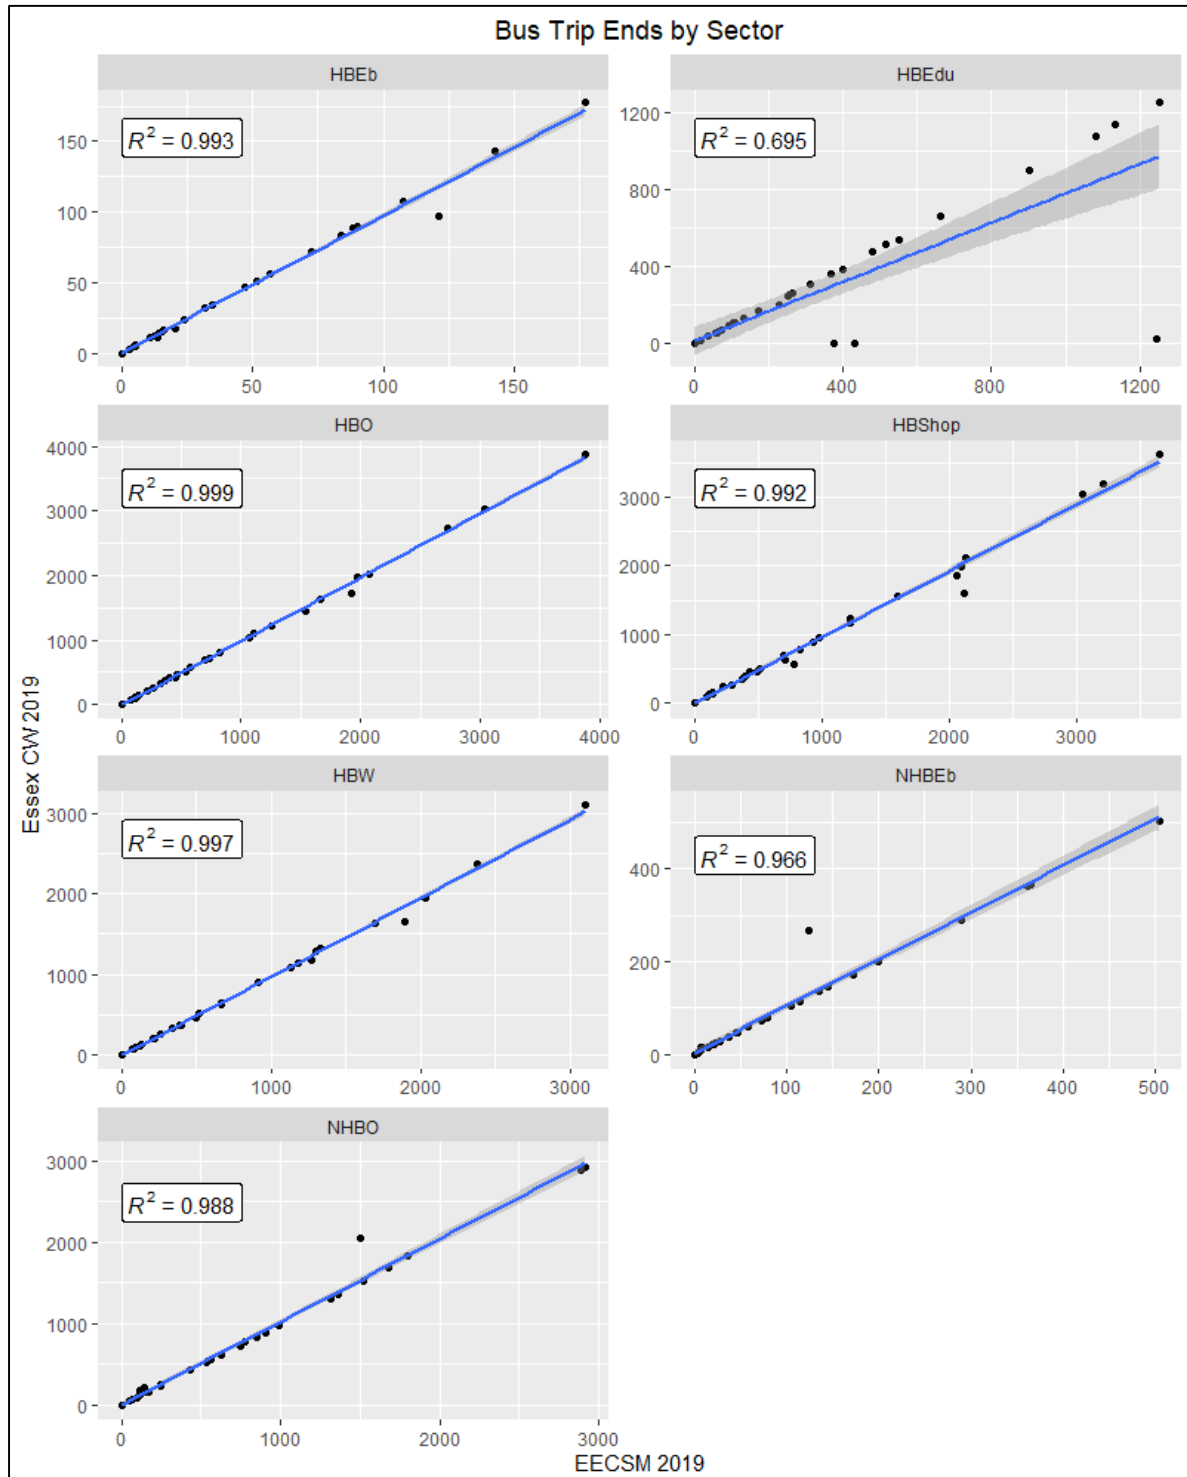 Bus Trip Ends by Sector
HBEb
R² = 0.993
150
100
50
0
0 50 100 150
HBEdu
R² = 0.695
1200
800
400
0
0 400 800 1200
HBO
R² = 0.999
4000
3000
2000
1000
0
0 1000 2000 3000 4000
HBShop
R² = 0.992
3000
2000
1000
0
0 1000 2000 3000
HBW
R² = 0.997
3000
2000
1000
0
0 1000 2000 3000
NHBEb
R² = 0.966
400
200
0
0 100 200 300 400 500
NHBO
R² = 0.988
3000
2000
1000
0
0 1000 2000 3000
Essex CW 2019
EECSM 2019